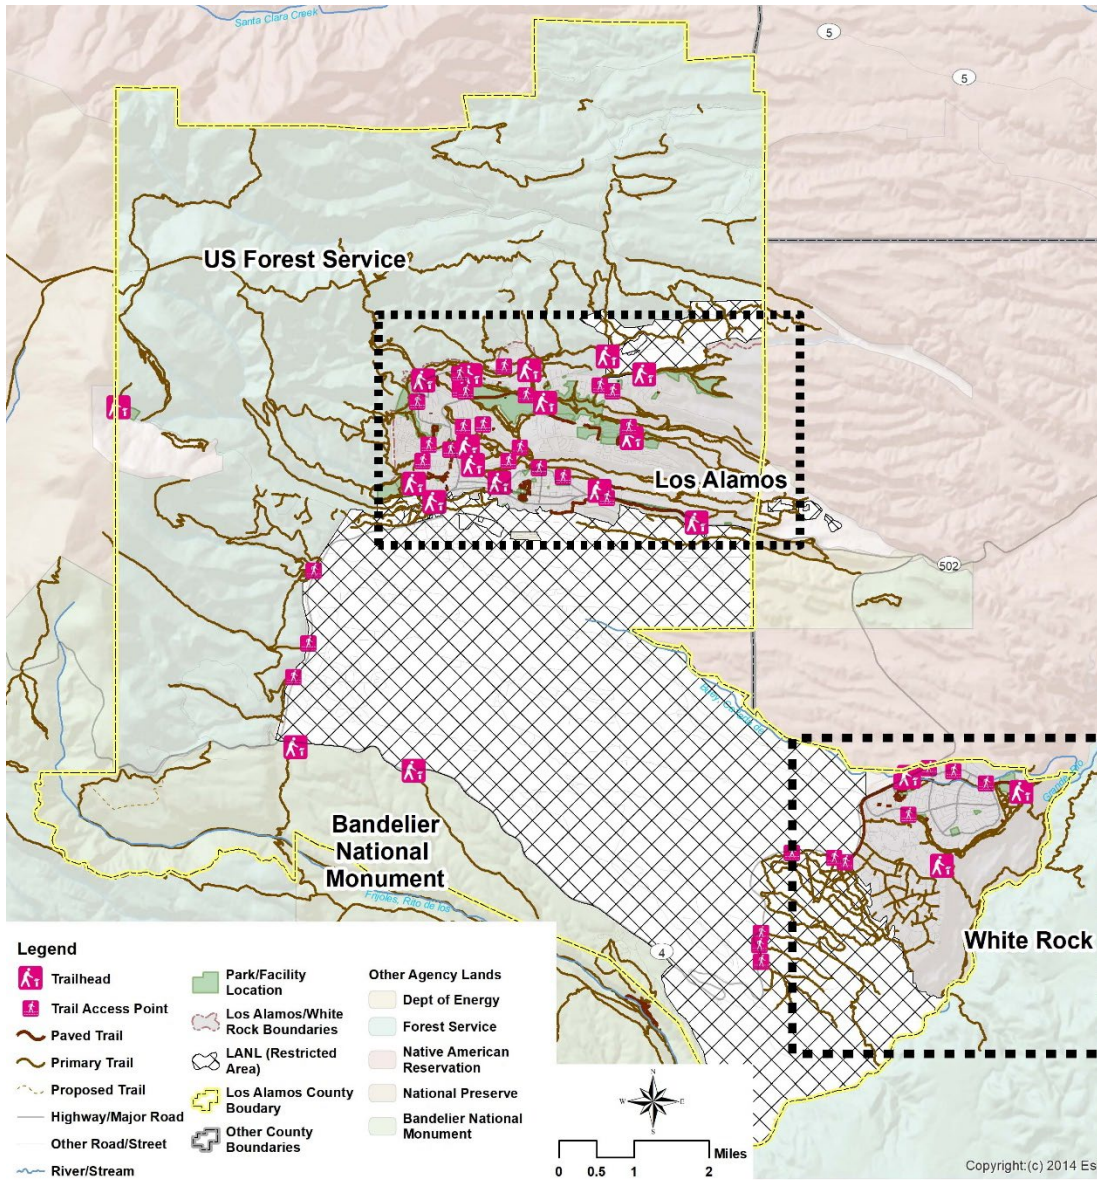 Santa Clara Creek
5
5
US Forest Service
Los Alamos
502
Bandelier
National
Monument
Frijoles, Rito de los
4
White Rock
Legend
Trailhead
Trail Access Point
Paved Trail
Primary Trail
Proposed Trail
Highway/Major Road
Other Road/Street
River/Stream
Park/Facility
Location
Los Alamos/White
Rock Boundaries
LANL (Restricted
Area)
Los Alamos County
Boudary
Other County
Boundaries
Other Agency Lands
Dept of Energy
Forest Service
Native American
Reservation
National Preserve
Bandelier National
Monument
N
W E
S
Miles
0 0.5 1 2
Copyright:(c) 2014 Es